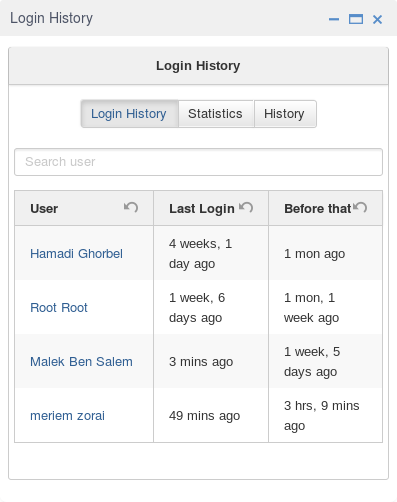 Login History
Login History
Login History Statistics History
Search user
User Last Login Before that
Hamadi Ghorbel 4 weeks, 1 day ago 1 mon ago
Root Root 1 week, 6 days ago 1 mon, 1 week ago
Malek Ben Salem 3 mins ago 1 week, 5 days ago
meriem zorai 49 mins ago 3 hrs, 9 mins ago